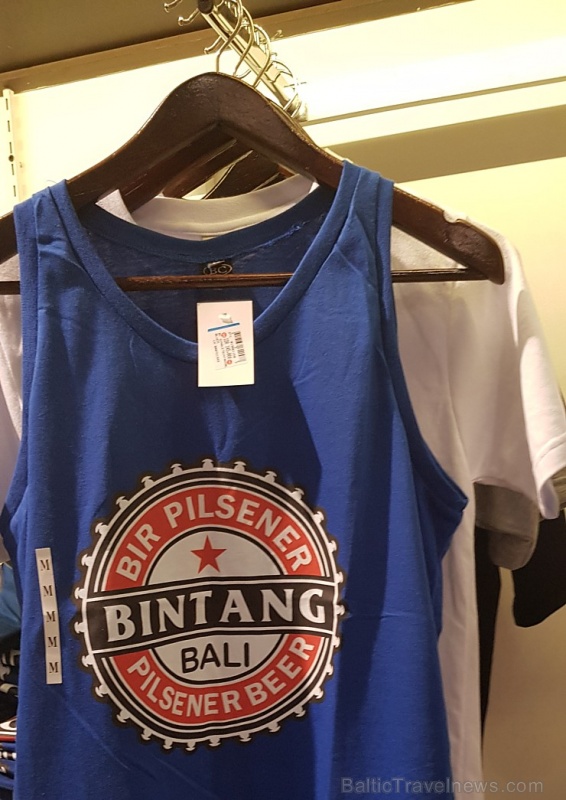 BIR PILSENER
BINTANG
BALI
PILSENER BEER
M
M
M
M
M
BalticTravelnews.com